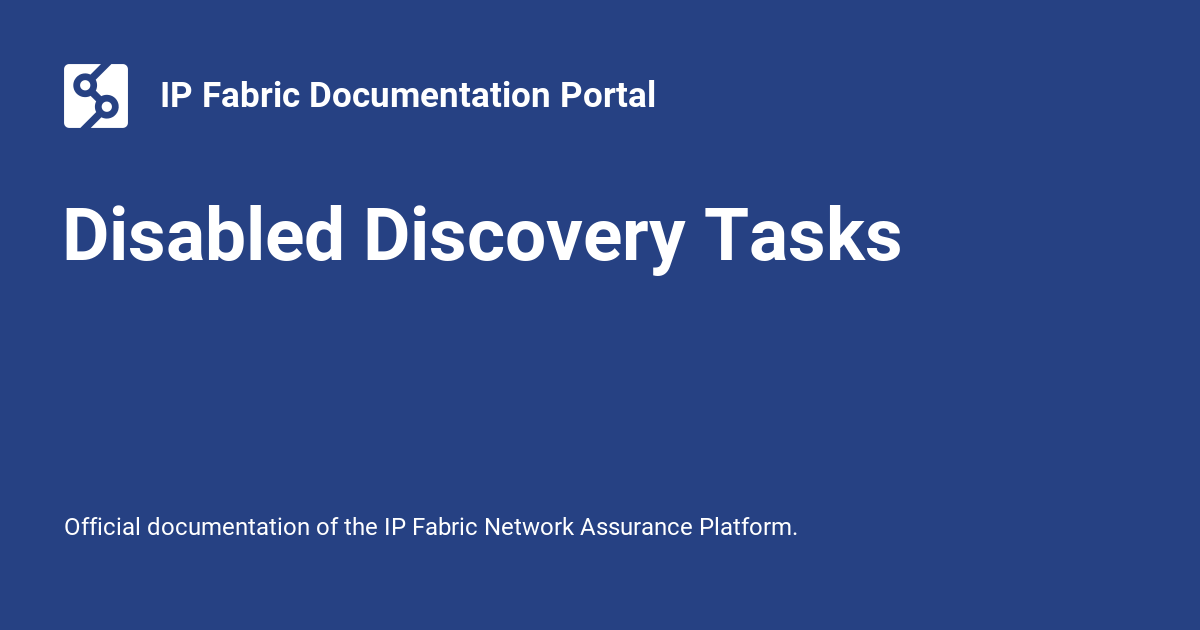 IP Fabric Documentation Portal
Disabled Discovery Tasks
Official documentation of the IP Fabric Network Assurance Platform.